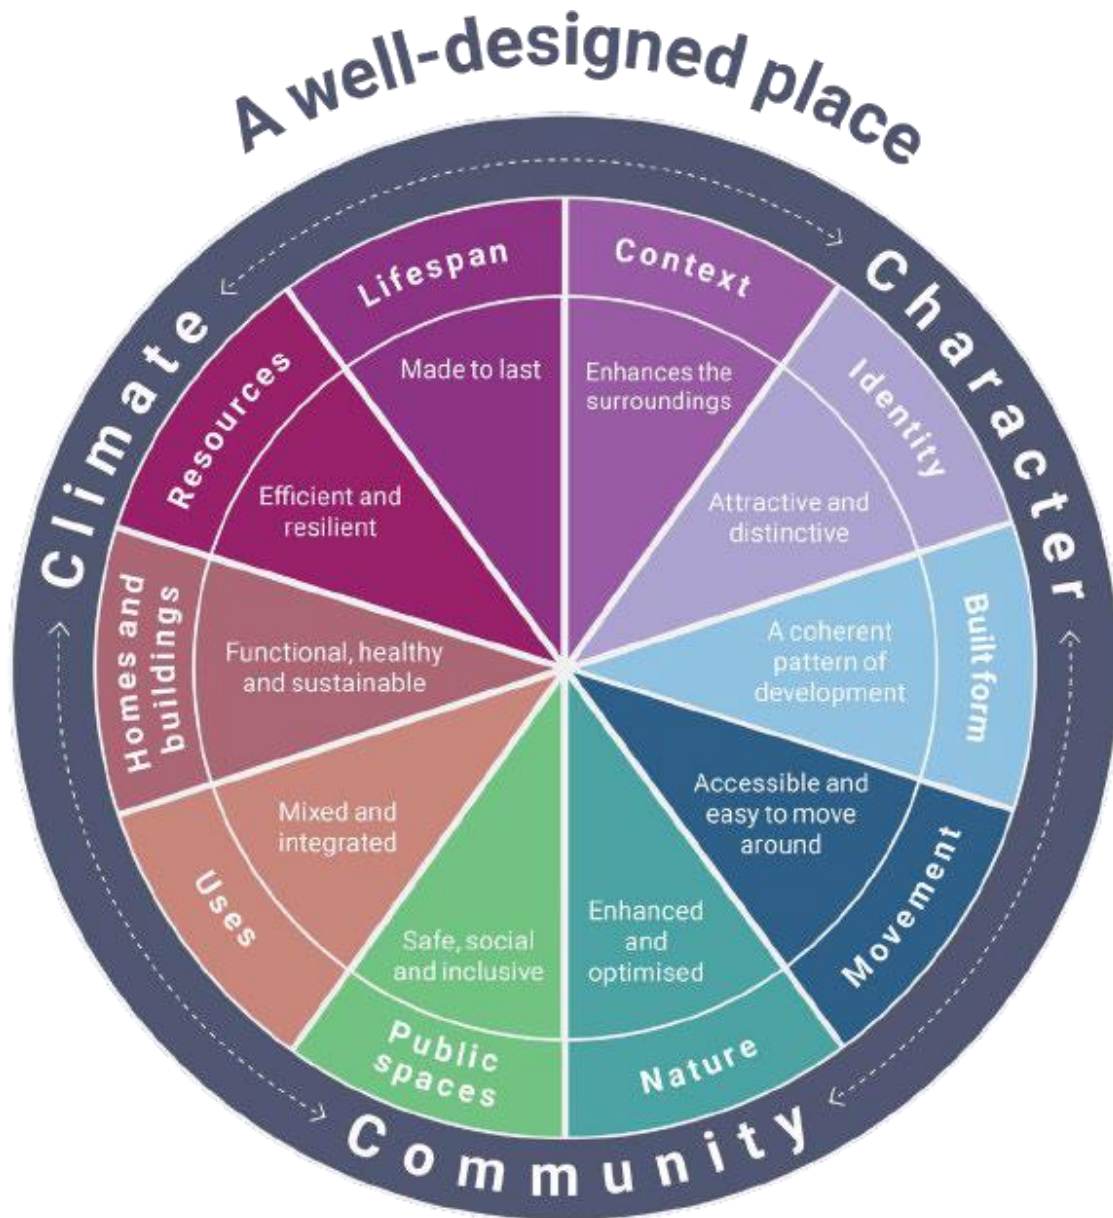 A well-designed place
Climate
Character
Community
Context
Enhances the
surroundings
Identity
Attractive and
distinctive
Built form
A coherent
pattern of
development
Movement
Accessible and
easy to move
around
Nature
Enhanced
and
optimised
Public
spaces
Safe, social
and inclusive
Uses
Mixed and
integrated
Homes and
buildings
Functional, healthy
and sustainable
Resources
Efficient and
resilient
Lifespan
Made to last